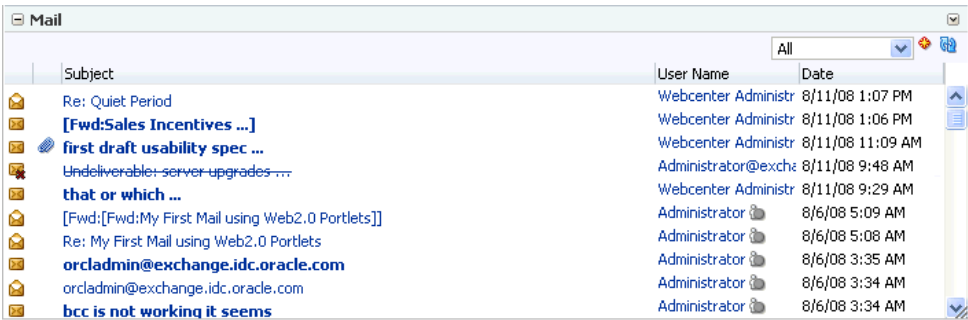 Mail
All
Subject User Name Date
Re: Quiet Period Webcenter Administr 8/11/08 1:07 PM
[Fwd:Sales Incentives ...] Webcenter Administr 8/11/08 1:06 PM
first draft usability spec ... Webcenter Administr 8/11/08 11:09 AM
Undeliverable: server upgrades ... Administrator@excha 8/11/08 9:48 AM
that or which ... Webcenter Administr 8/11/08 9:29 AM
[Fwd:[Fwd:My First Mail using Web2.0 Portlets]] Administrator 8/6/08 5:09 AM
Re: My First Mail using Web2.0 Portlets Administrator 8/6/08 5:08 AM
orcladmin@exchange.idc.oracle.com Administrator 8/6/08 3:35 AM
orcladmin@exchange.idc.oracle.com Administrator 8/6/08 3:34 AM
bcc is not working it seems Administrator 8/6/08 3:34 AM